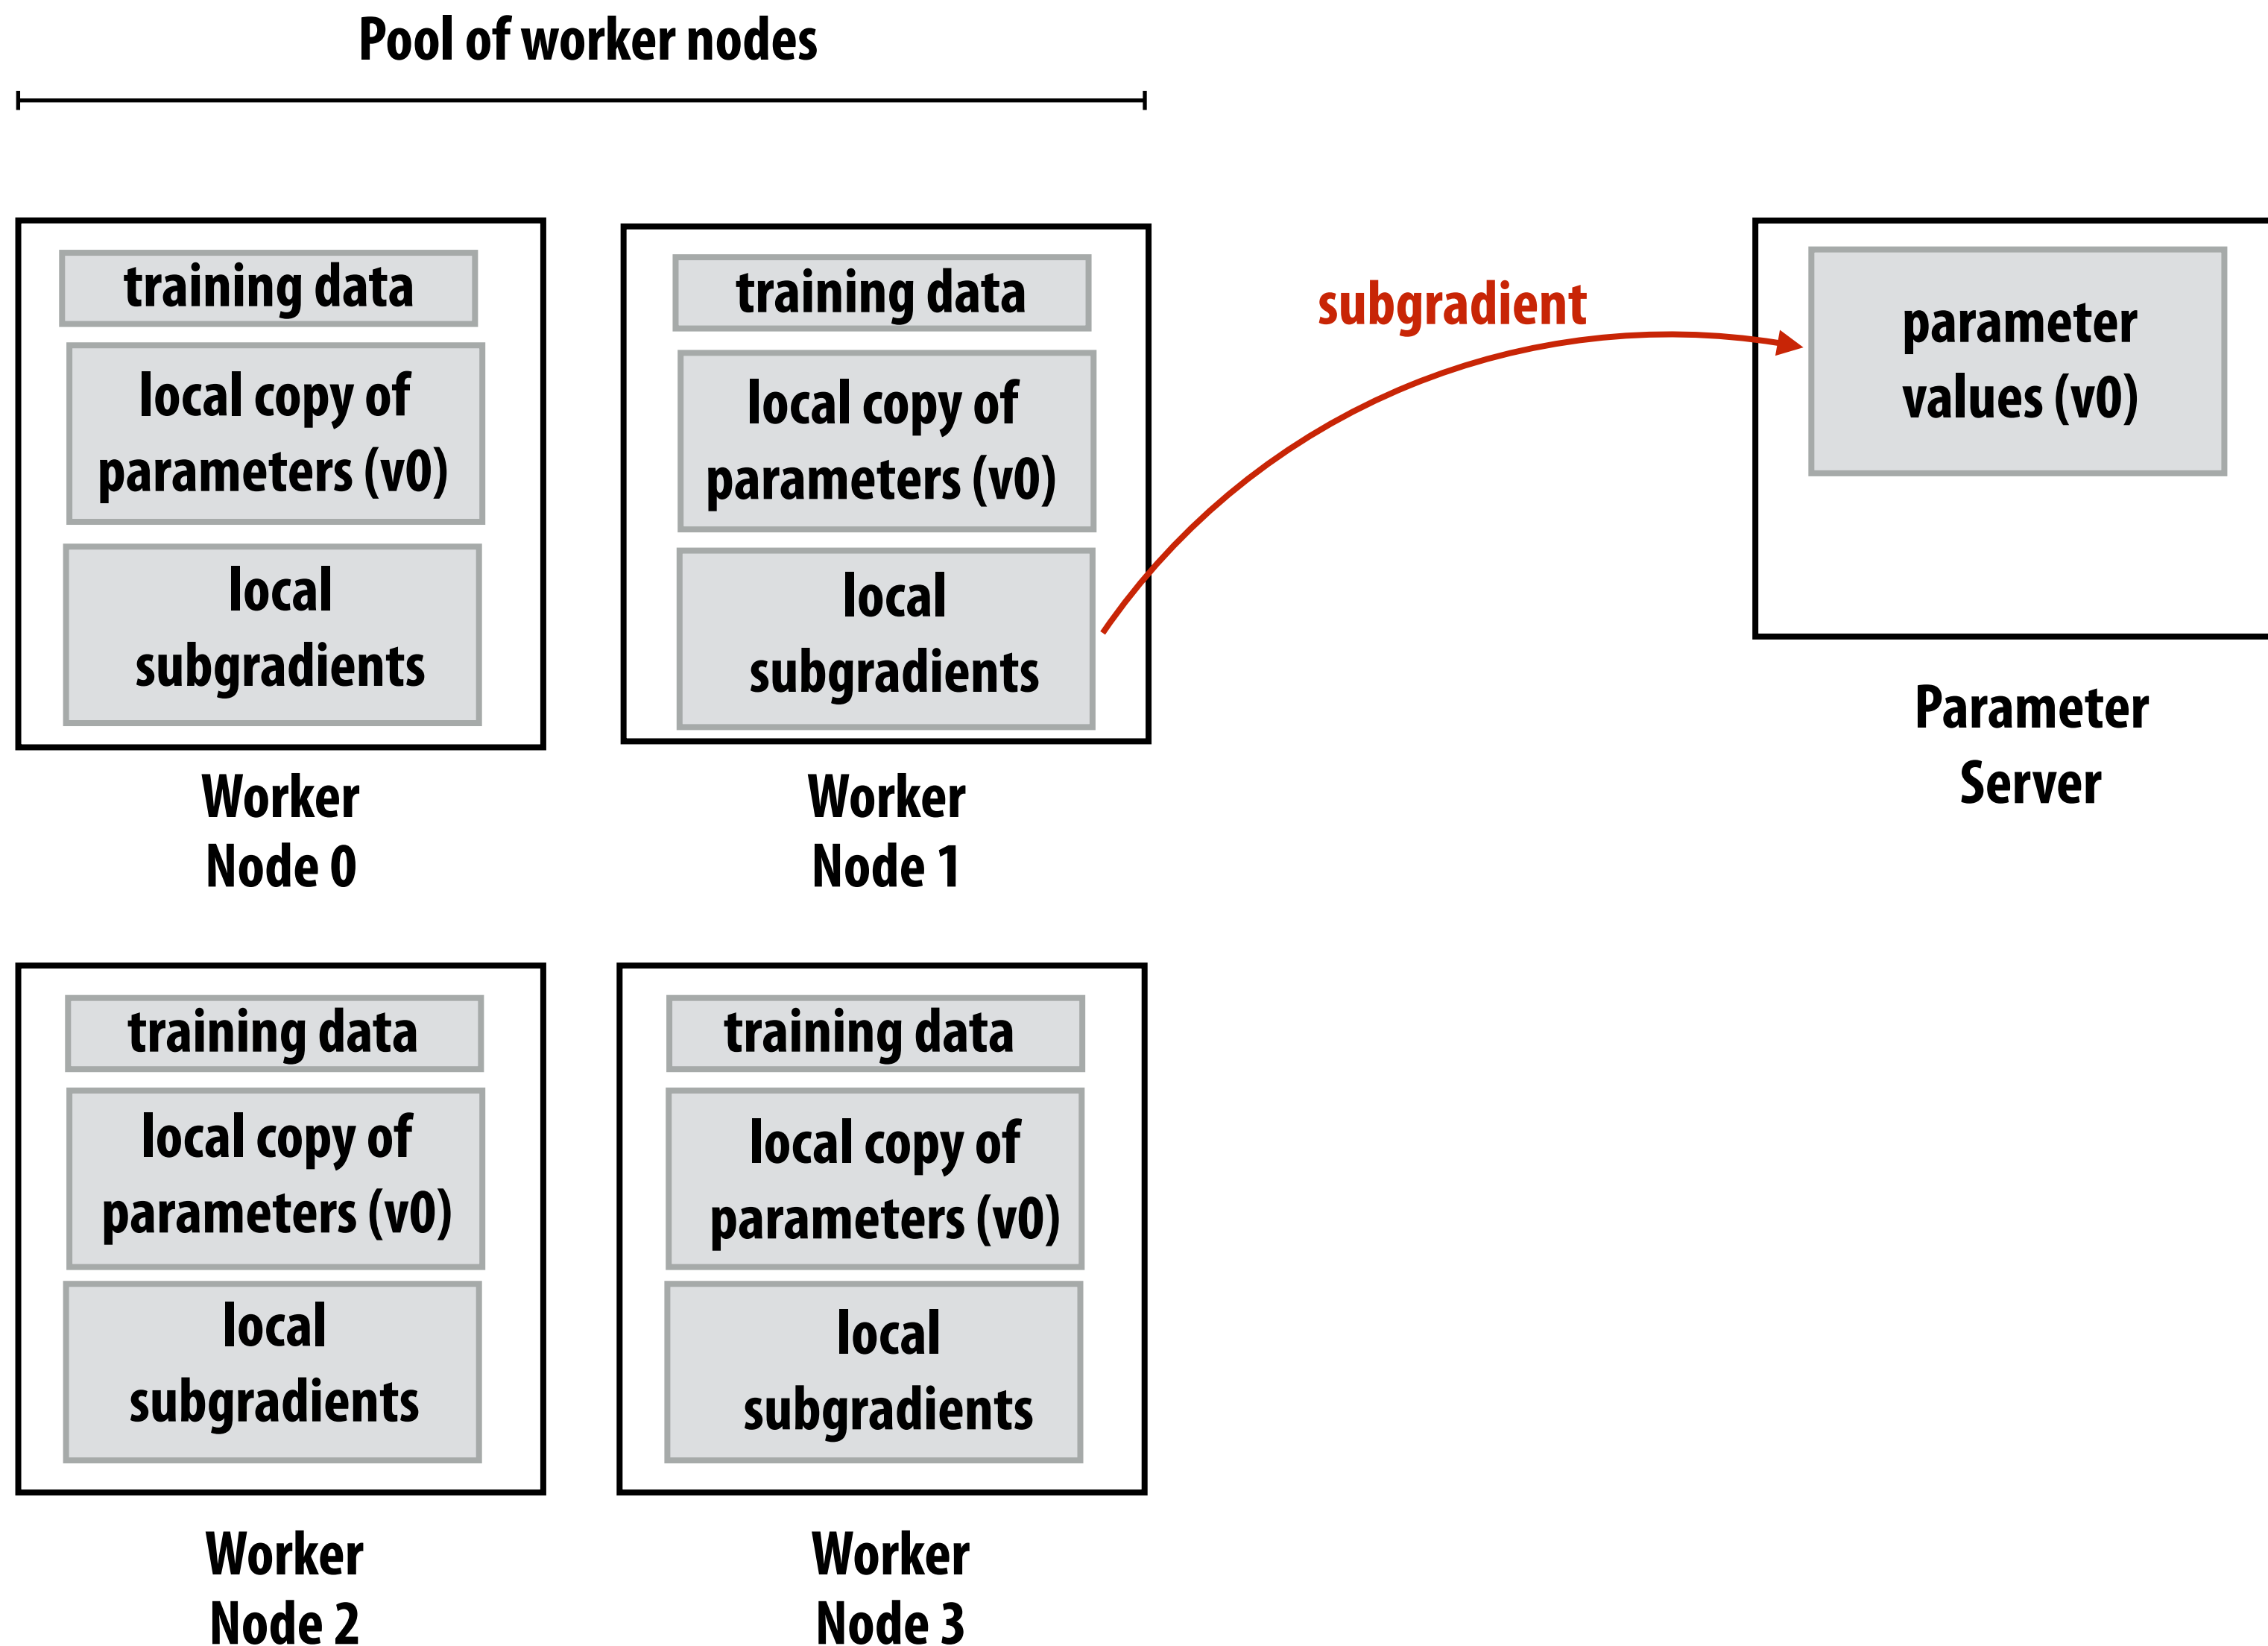 Pool of worker nodes
training data
local copy of
parameters (v0)
local
subgradients
Worker
Node 0
training data
local copy of
parameters (v0)
local
subgradients
Worker
Node 1
subgradient
parameter
values (v0)
Parameter
Server
training data
local copy of
parameters (v0)
local
subgradients
Worker
Node 2
training data
local copy of
parameters (v0)
local
subgradients
Worker
Node 3